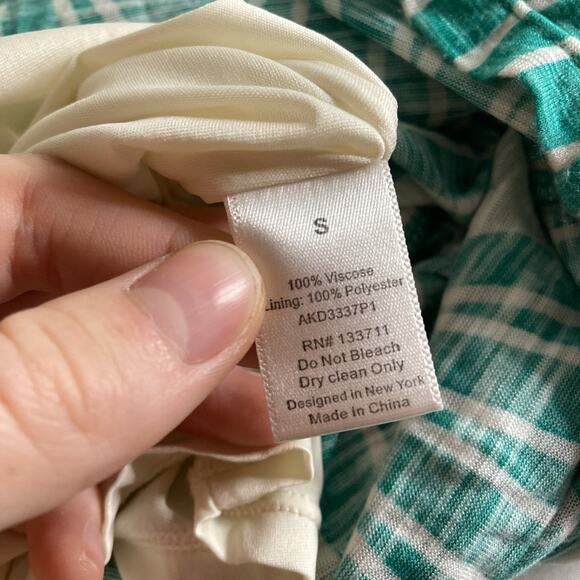 S
100% Viscose
Lining: 100% Polyester
AKD3337P1
RN# 133711
Do Not Bleach
Dry clean Only
Designed in New York
Made in China